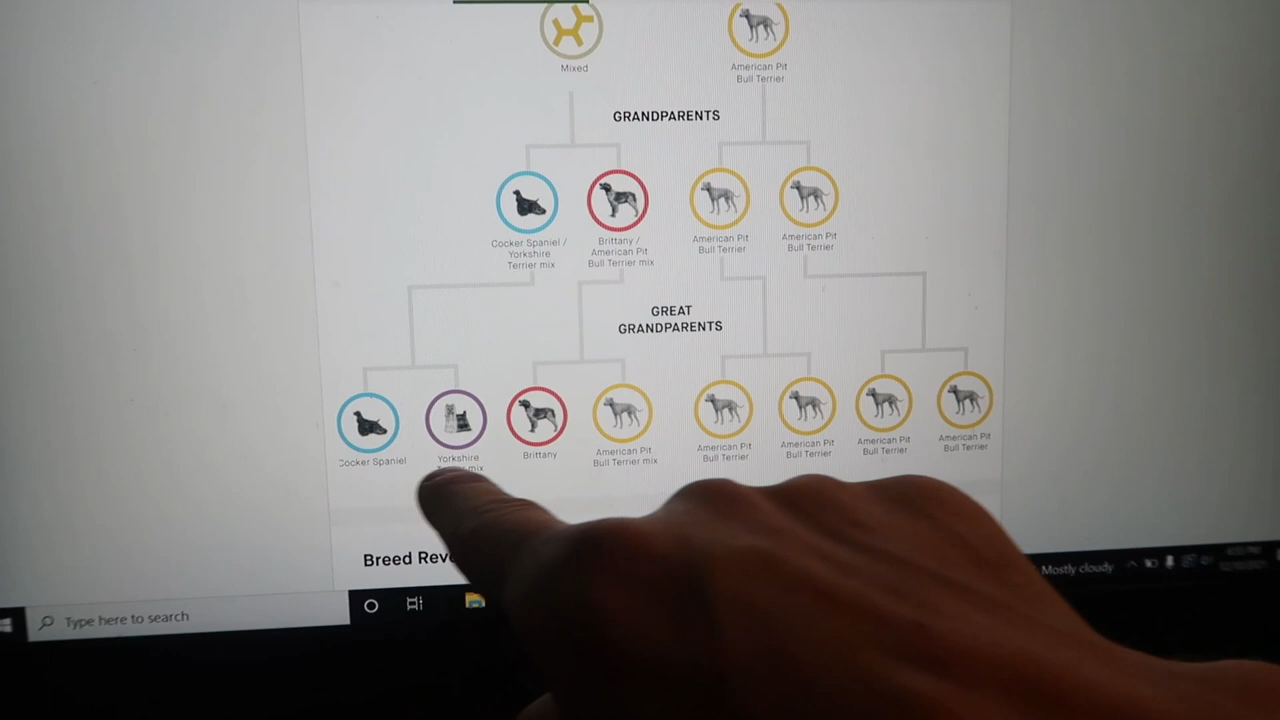 Mixed
American Pit
Bull Terrier
GRANDPARENTS
Cocker Spaniel /
Yorkshire
Terrier mix
Brittany /
American Pit
Bull Terrier mix
American Pit
Bull Terrier
American Pit
Bull Terrier
GREAT
GRANDPARENTS
Cocker Spaniel
Yorkshire
mix
Brittany
American Pit
Bull Terrier mix
American Pit
Bull Terrier
American Pit
Bull Terrier
American Pit
Bull Terrier
American Pit
Bull Terrier
Breed
Type here to search
Mostly cloudy